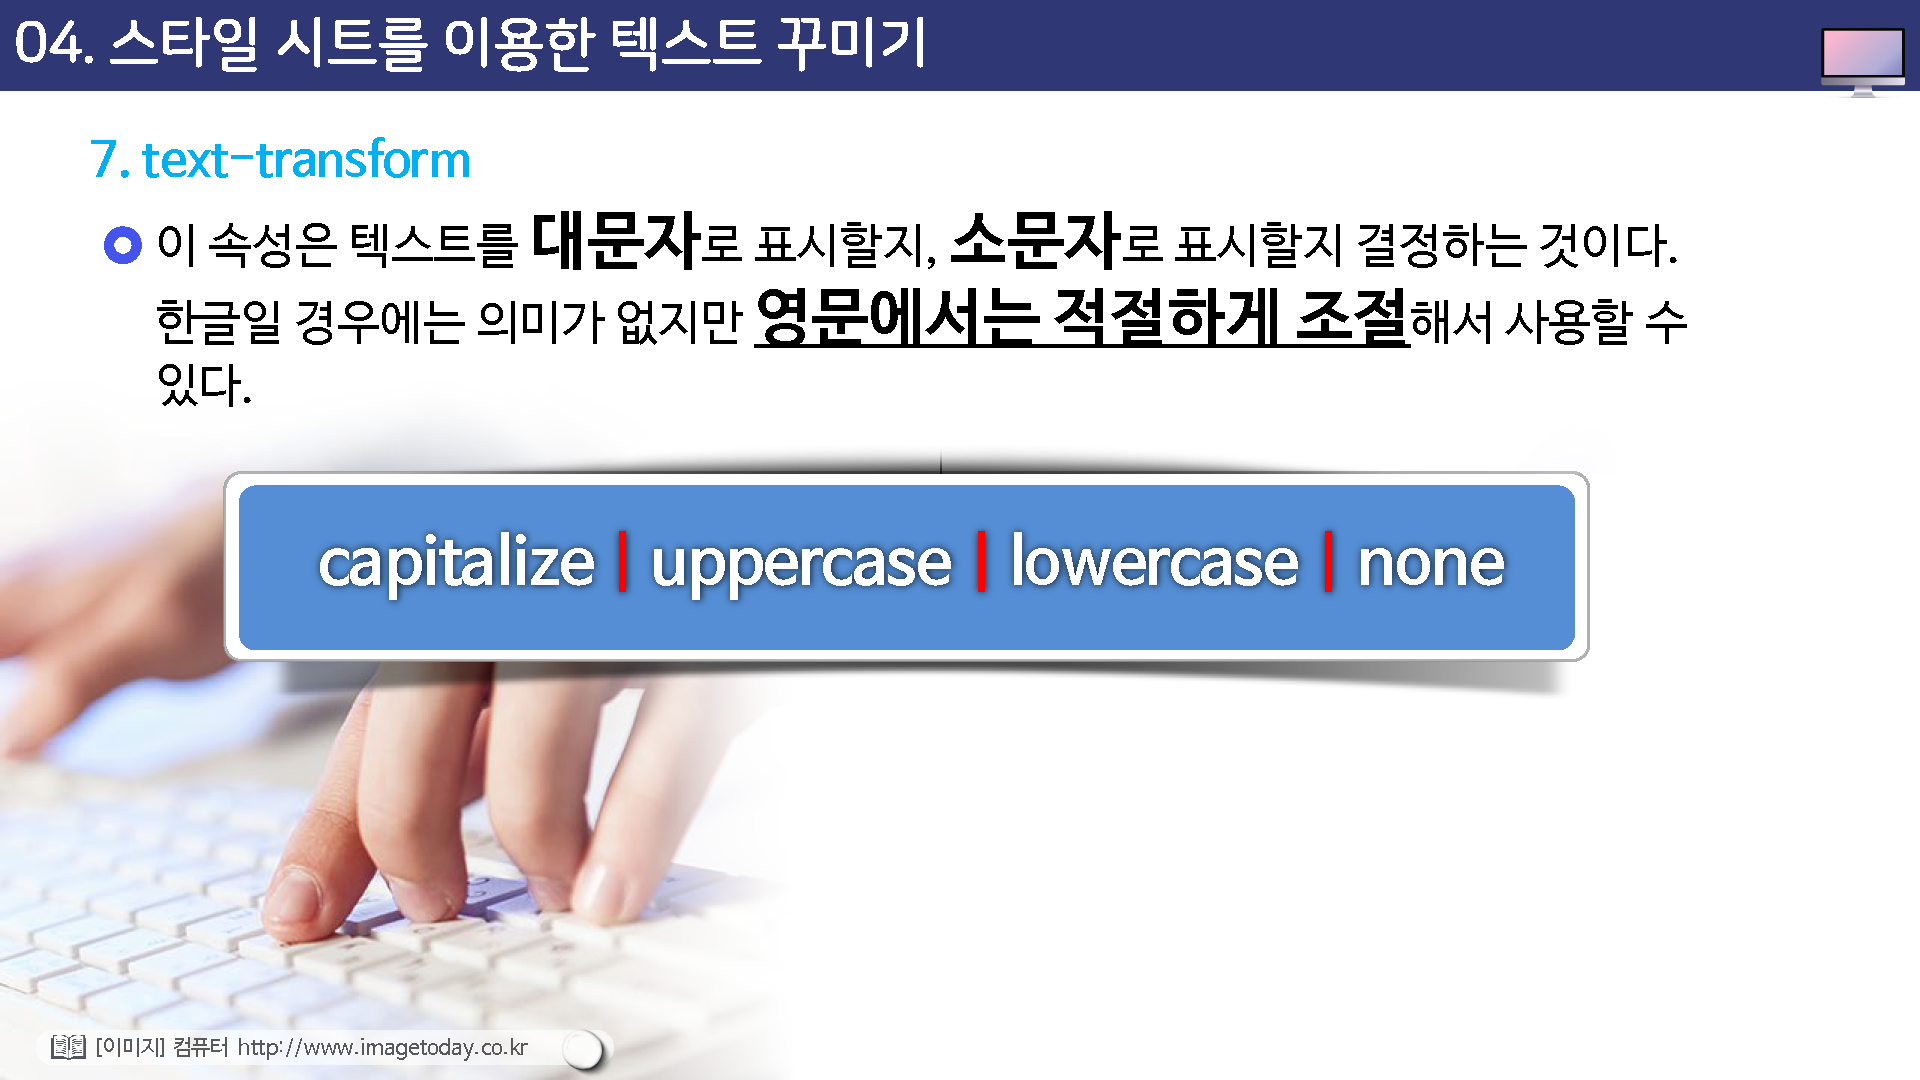 04. 스타일 시트를 이용한 텍스트 꾸미기
7. text-transform
이 속성은 텍스트를 대문자로 표시할지, 소문자로 표시할지 결정하는 것이다.
한글일 경우에는 의미가 없지만 영문에서는 적절하게 조절해서 사용할 수
있다.
capitalize | uppercase | lowercase | none
[이미지] 컴퓨터 http://www.imagetoday.co.kr